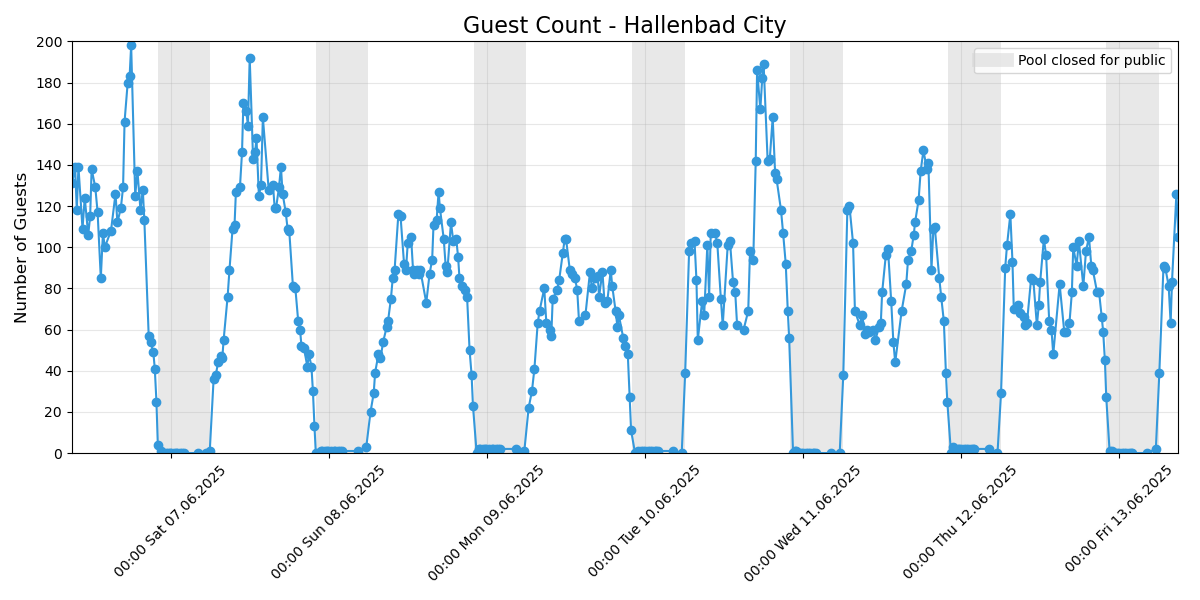 Guest Count - Hallenbad City
Pool closed for public
Number of Guests
200
180
160
140
120
100
80
60
40
20
0
00:00 Sat 07.06.2025
00:00 Sun 08.06.2025
00:00 Mon 09.06.2025
00:00 Tue 10.06.2025
00:00 Wed 11.06.2025
00:00 Thu 12.06.2025
00:00 Fri 13.06.2025